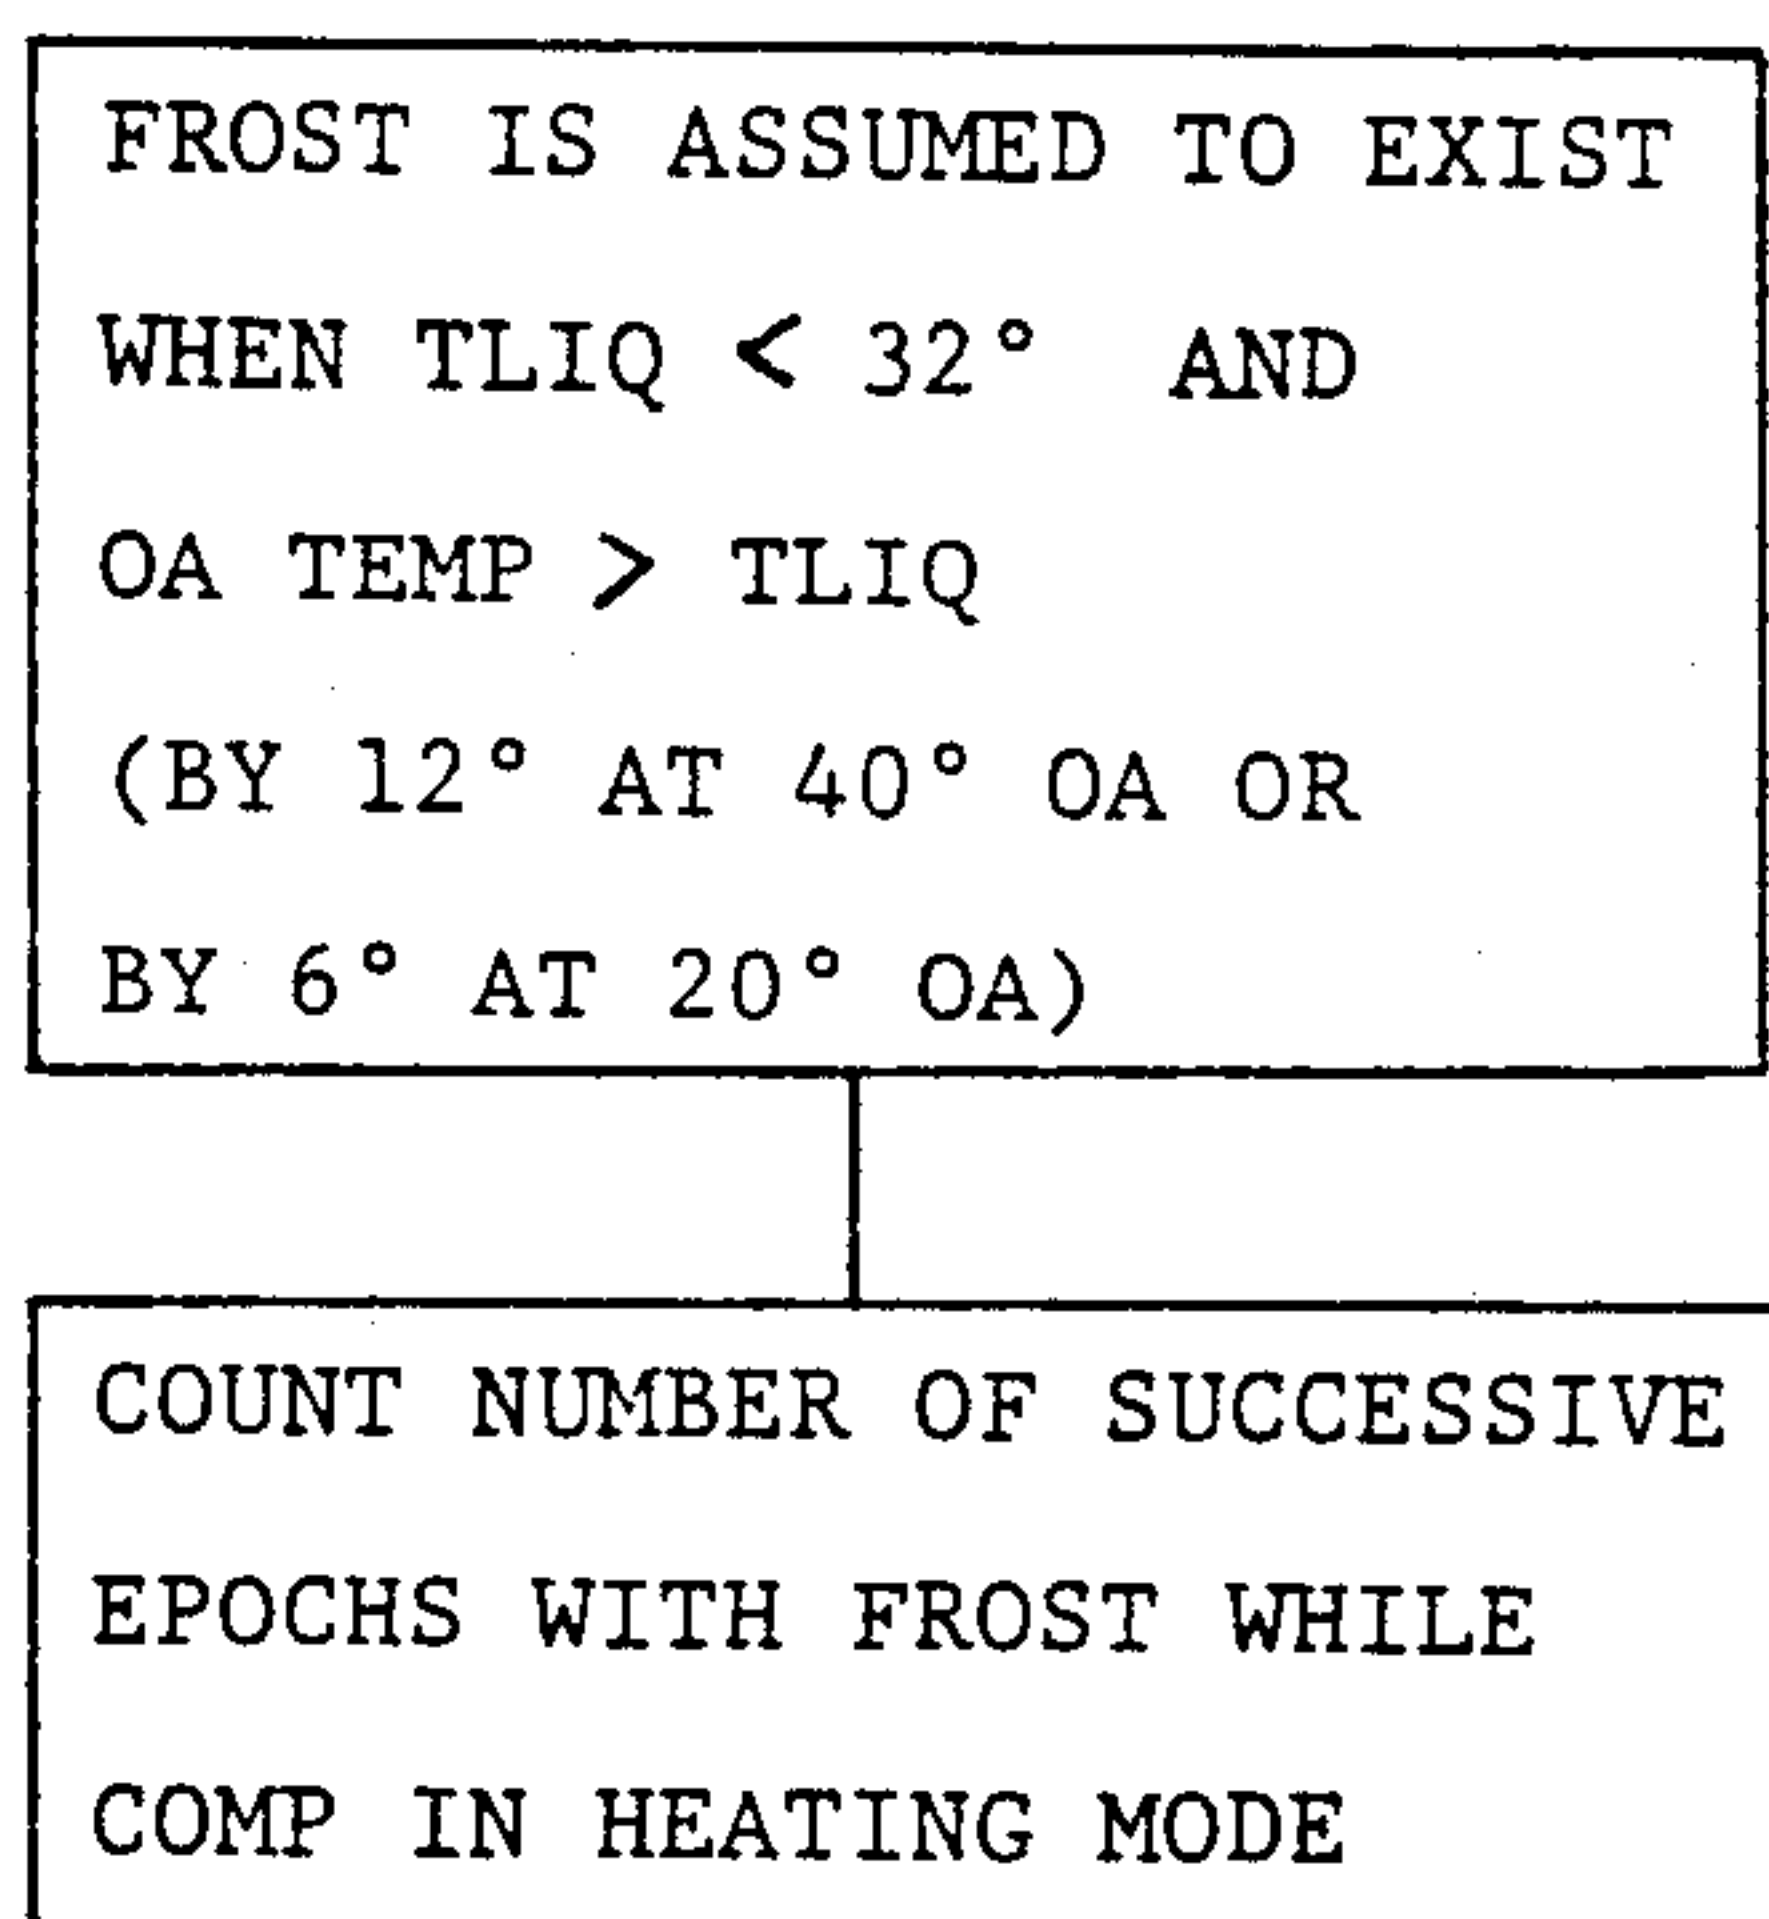 FROST IS ASSUMED TO EXIST
WHEN TLIQ < 32° AND
OA TEMP > TLIQ
(BY 12° AT 40° OA OR
BY 6° AT 20° OA)
COUNT NUMBER OF SUCCESSIVE
EPOCHS WITH FROST WHILE
COMP IN HEATING MODE